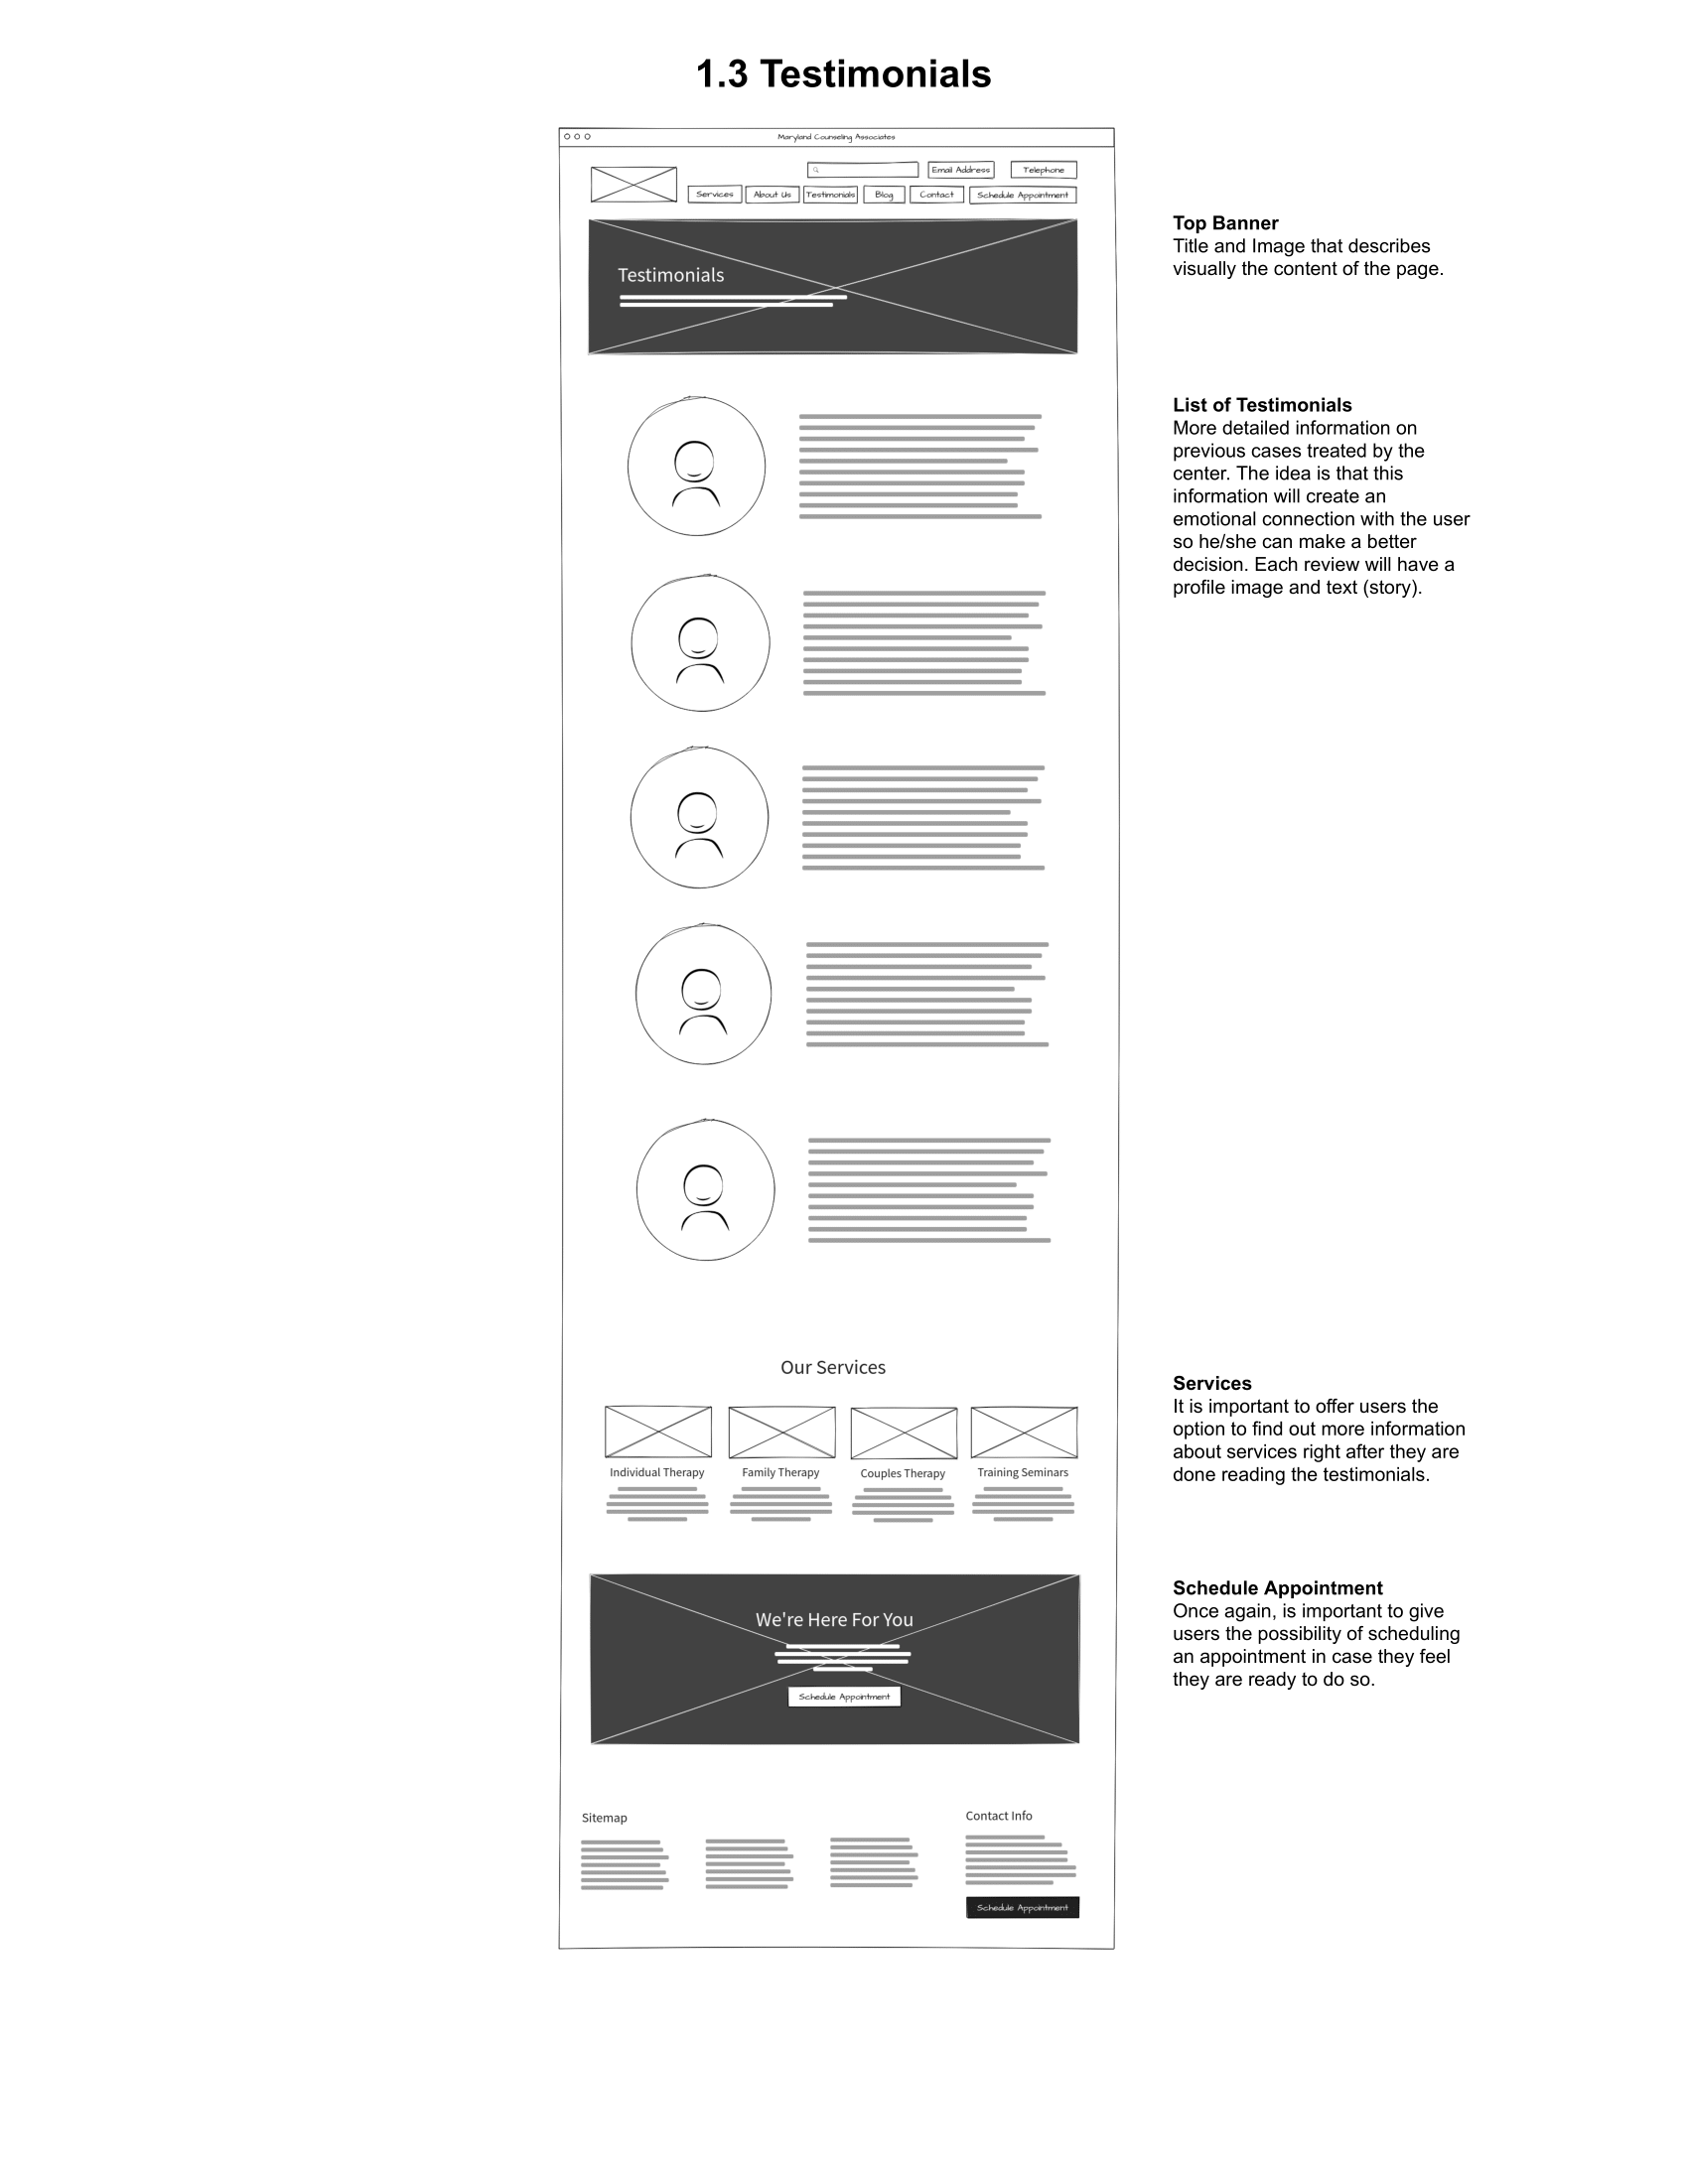 1.3 Testimonials
Maryland Counseling Associates
Email Address
Telephone
Services
About Us
Testimonials
Blog
Contact
Schedule Appointment
Testimonials
Top Banner
Title and Image that describes
visually the content of the page.
List of Testimonials
More detailed information on
previous cases treated by the
center. The idea is that this
information will create an
emotional connection with the user
so he/she can make a better
decision. Each review will have a
profile image and text (story).
Our Services
Individual Therapy
Family Therapy
Couples Therapy
Training Seminars
Services
It is important to offer users the
option to find out more information
about services right after they are
done reading the testimonials.
We're Here For You
Schedule Appointment
Schedule Appointment
Once again, is important to give
users the possibility of scheduling
an appointment in case they feel
they are ready to do so.
Sitemap
Contact Info
Schedule Appointment